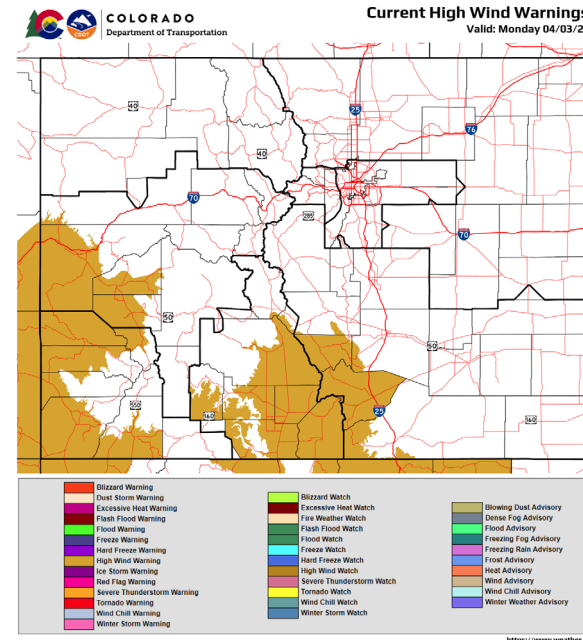 COLORADO
Department of Transportation
CDOT
Current High Wind Warnings
Valid: Monday 04/03/2
40
25
76
40
70
285
70
50
50
550
160
25
160
Blizzard Warning
Dust Storm Warning
Excessive Heat Warning
Flash Flood Warning
Flood Warning
Freeze Warning
Hard Freeze Warning
High Wind Warning
Ice Storm Warning
Red Flag Warning
Severe Thunderstorm Warning
Tornado Warning
Wind Chill Warning
Winter Storm Warning
Blizzard Watch
Excessive Heat Watch
Fire Weather Watch
Flash Flood Watch
Flood Watch
Freeze Watch
Hard Freeze Watch
High Wind Watch
Severe Thunderstorm Watch
Tornado Watch
Wind Chill Watch
Winter Storm Watch
Blowing Dust Advisory
Dense Fog Advisory
Flood Advisory
Freezing Fog Advisory
Freezing Rain Advisory
Frost Advisory
Heat Advisory
Wind Advisory
Wind Chill Advisory
Winter Weather Advisory
https://www.weather